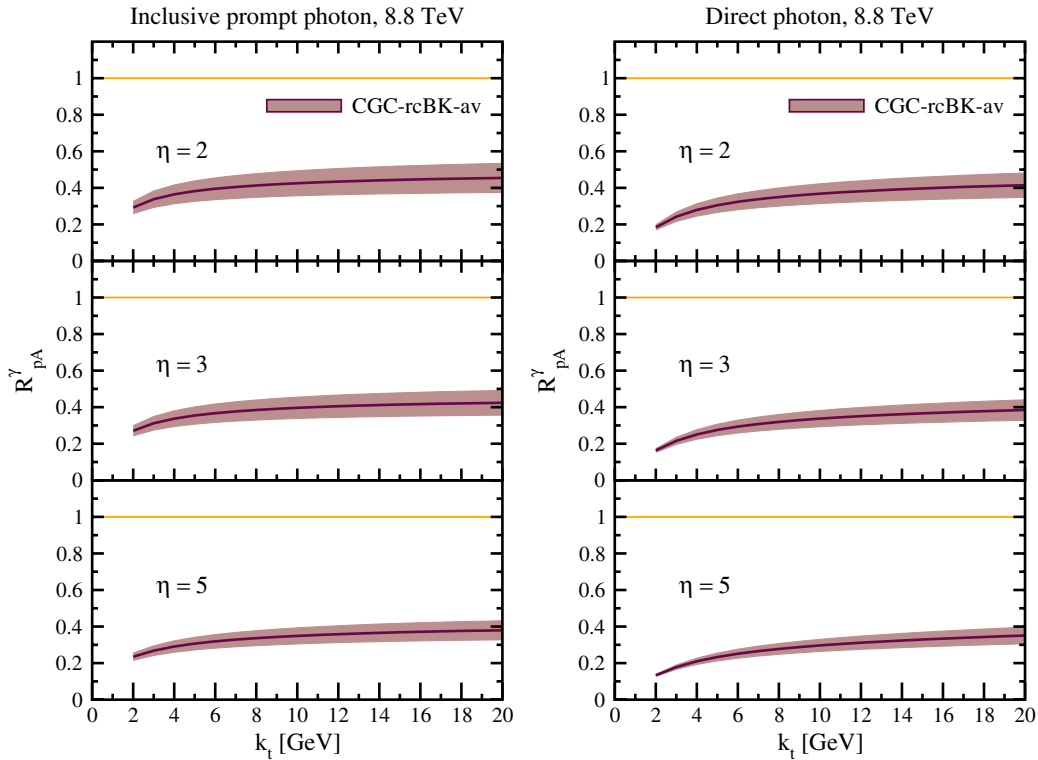 Inclusive prompt photon, 8.8 TeV
1
0.8
0.6
0.4
0.2
0
CGC-rcBK-av
η = 2
1
0.8
0.6
0.4
0.2
0
η = 3
R^γ_pA
1
0.8
0.6
0.4
0.2
0
η = 5
0 2 4 6 8 10 12 14 16 18 20
k_t [GeV]
Direct photon, 8.8 TeV
1
0.8
0.6
0.4
0.2
0
CGC-rcBK-av
η = 2
1
0.8
0.6
0.4
0.2
0
η = 3
R^γ_pA
1
0.8
0.6
0.4
0.2
0
η = 5
0 2 4 6 8 10 12 14 16 18 20
k_t [GeV]